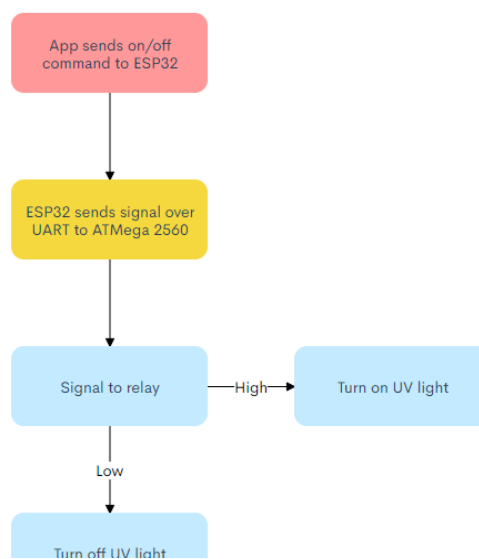 App sends on/off
command to ESP32
ESP32 sends signal over
UART to ATMega 2560
Signal to relay
High
Turn on UV light
Low
Turn off UV light